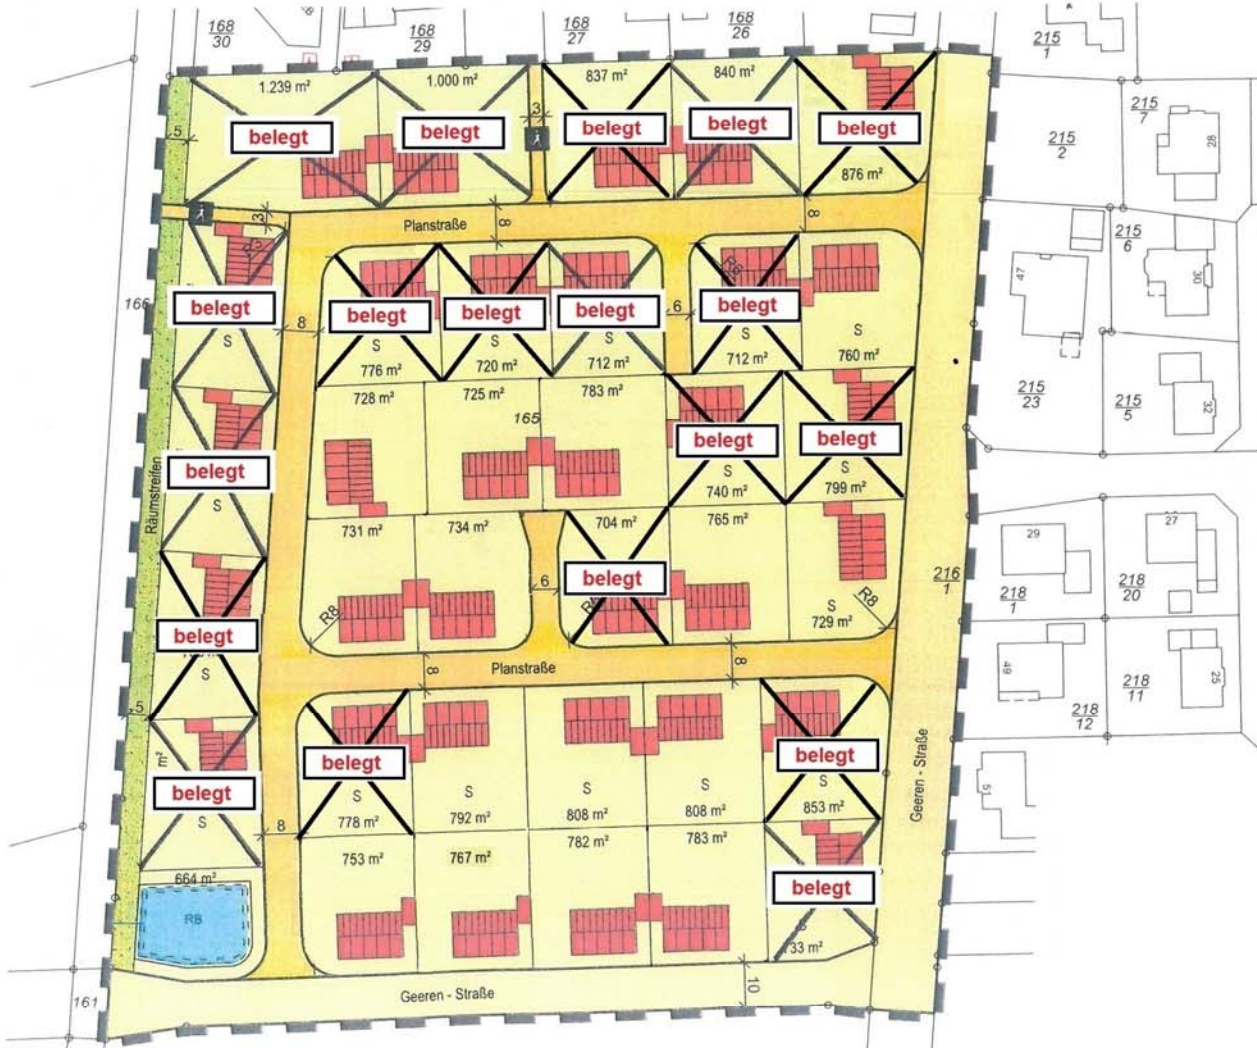 168
30
168
29
168
27
168
26
215
1
1.239 m²
1.000 m²
837 m²
840 m²
215
7
28
215
2
5
3
belegt
belegt
belegt
belegt
belegt
876 m²
3
Planstraße
8
8
215
6
47
30
166
belegt
8
belegt
belegt
belegt
6
R8
belegt
S
S
S
S
S
S
776 m²
720 m²
712 m²
712 m²
760 m²
728 m²
725 m²
783 m²
215
23
215
5
32
165
belegt
belegt
belegt
S
S
S
740 m²
799 m²
Räumstreifen
731 m²
734 m²
704 m²
765 m²
29
27
216
1
218
1
218
20
belegt
6
R8
belegt
R8
S
729 m²
S
Planstraße
8
8
49
25
218
11
218
12
5
m²
belegt
belegt
belegt
Geeren - Straße
51
S
S
S
S
S
S
778 m²
792 m²
808 m²
808 m²
853 m²
8
753 m²
767 m²
782 m²
783 m²
belegt
664 m²
RB
733 m²
161
Geeren - Straße
10